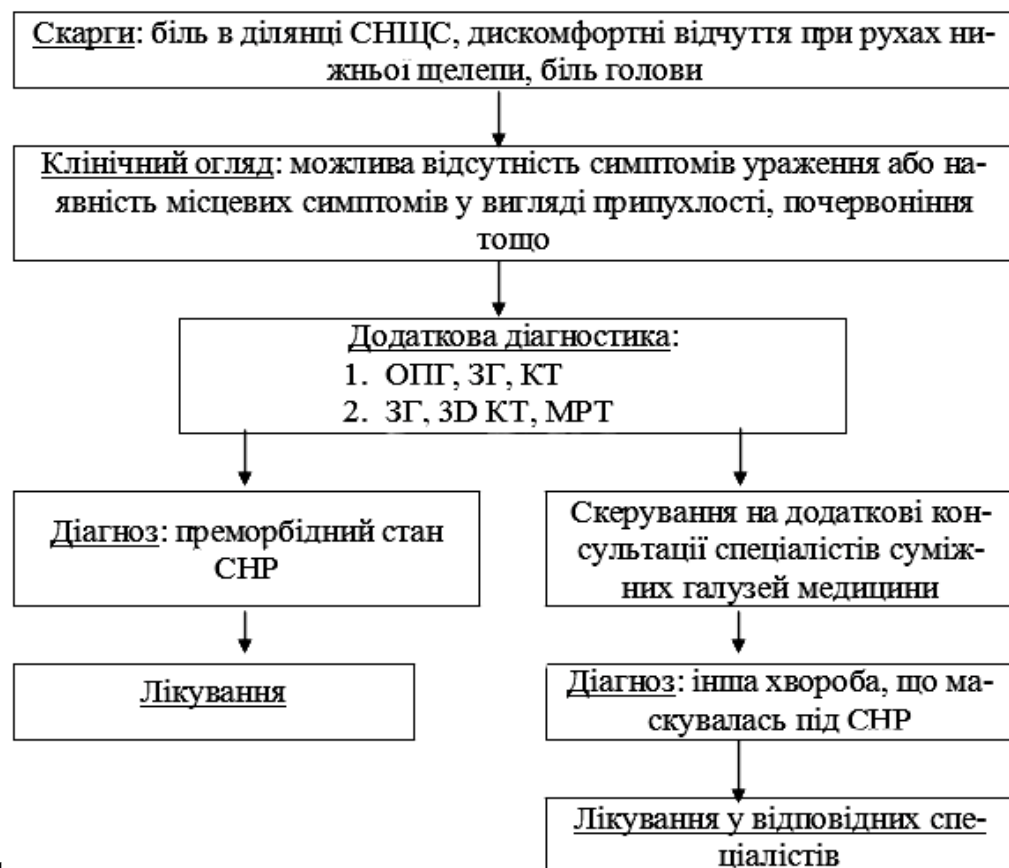 Скарги: біль в ділянці СНЩС, дискомфортні відчуття при рухах ни-
жньої щелепи, біль голови
Клінічний огляд: можлива відсутність симптомів ураження або на-
явність місцевих симптомів у вигляді припухлості, почервоніння
тощо
Додаткова діагностика:
1. ОПГ, ЗГ, КТ
2. ЗГ, 3D КТ, МРТ
Діагноз: преморбідний стан
СНР
Лікування
Скерування на додаткові кон-
сультації спеціалістів суміж-
них галузей медицини
Діагноз: інша хвороба, що ма-
скувалась під СНР
Лікування у відповідних спе-
ціалістів